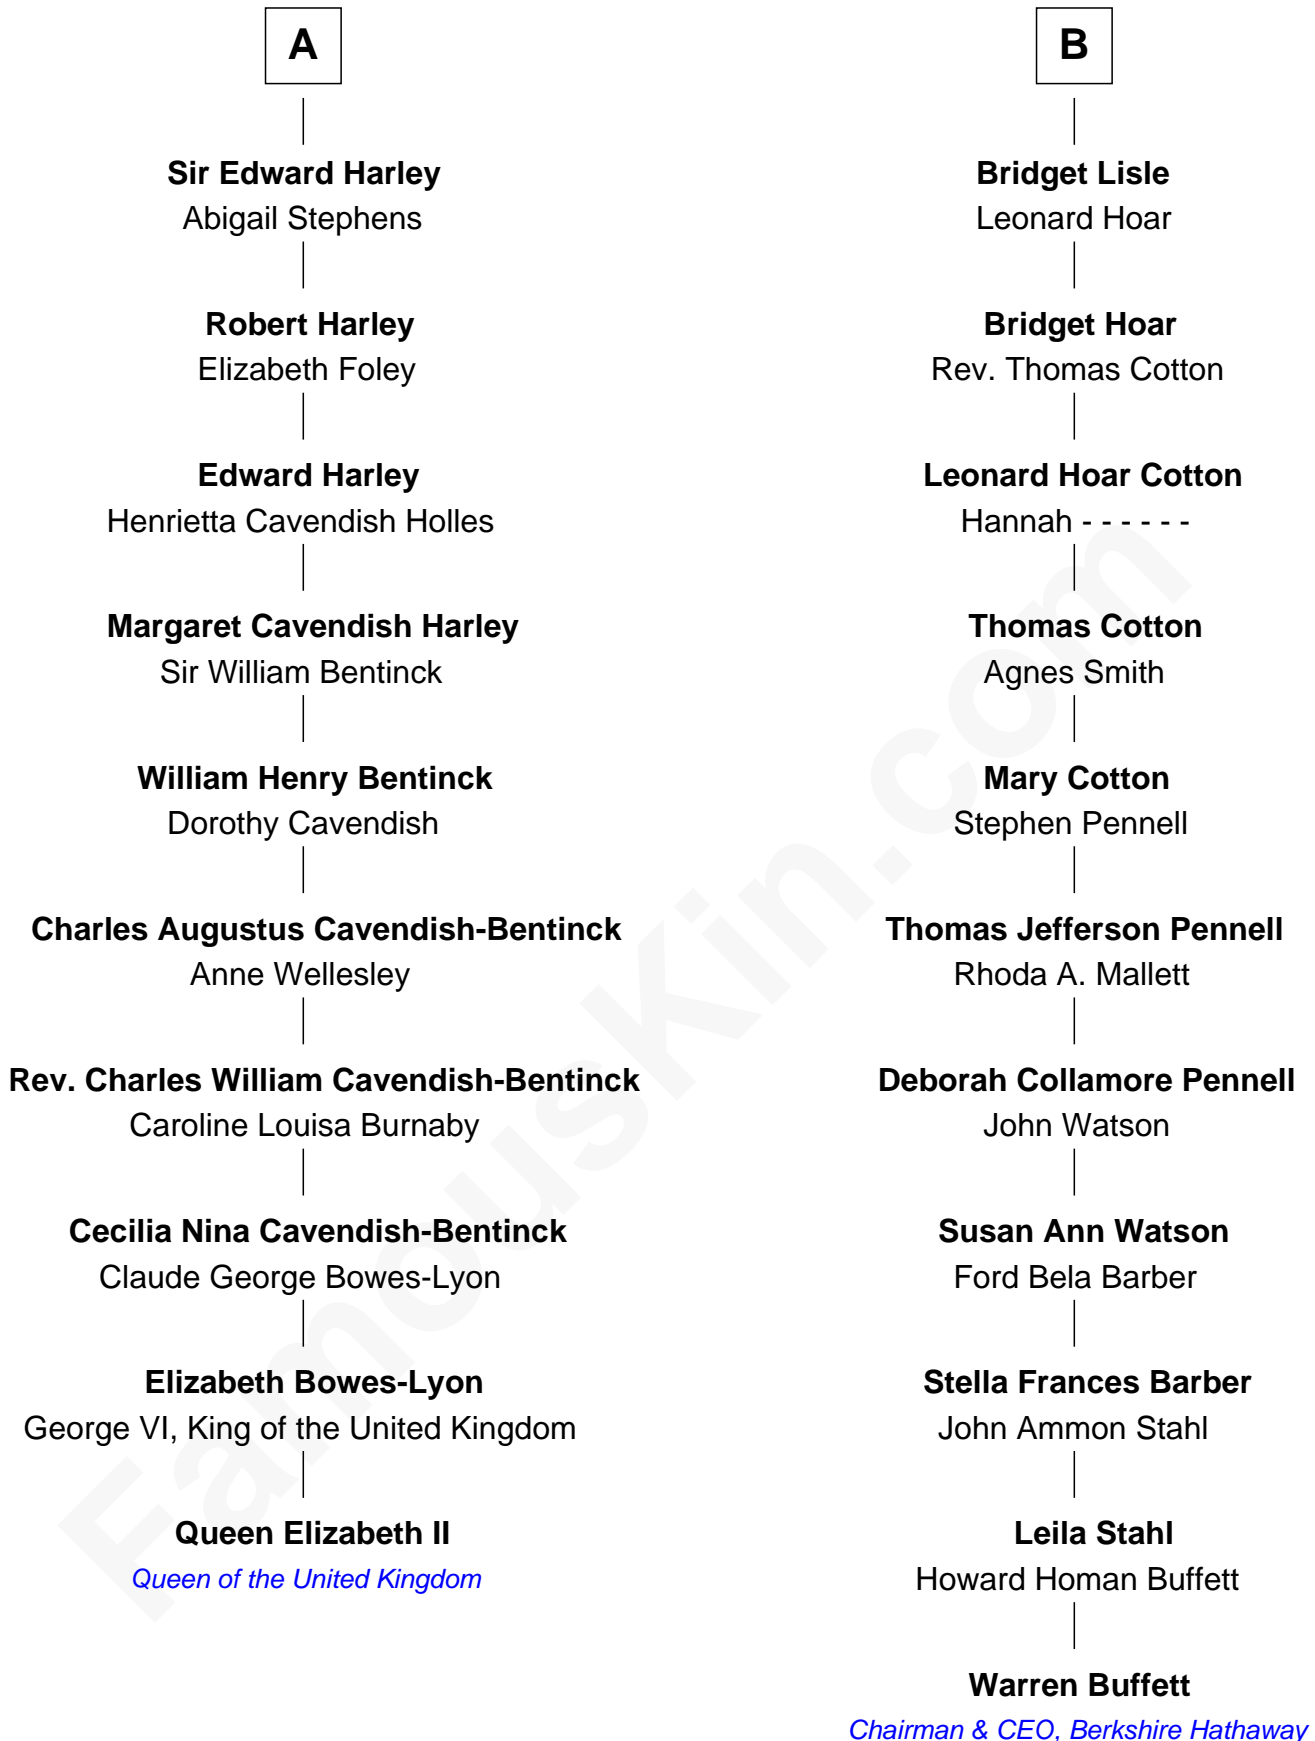 A
Sir Edward Harley
Abigail Stephens
Robert Harley
Elizabeth Foley
Edward Harley
Henrietta Cavendish Holles
Margaret Cavendish Harley
Sir William Bentinck
William Henry Bentinck
Dorothy Cavendish
Charles Augustus Cavendish-Bentinck
Anne Wellesley
Rev. Charles William Cavendish-Bentinck
Caroline Louisa Burnaby
Cecilia Nina Cavendish-Bentinck
Claude George Bowes-Lyon
Elizabeth Bowes-Lyon
George VI, King of the United Kingdom
Queen Elizabeth II
Queen of the United Kingdom
B
Bridget Lisle
Leonard Hoar
Bridget Hoar
Rev. Thomas Cotton
Leonard Hoar Cotton
Hannah - - - - - -
Thomas Cotton
Agnes Smith
Mary Cotton
Stephen Pennell
Thomas Jefferson Pennell
Rhoda A. Mallett
Deborah Collamore Pennell
John Watson
Susan Ann Watson
Ford Bela Barber
Stella Frances Barber
John Ammon Stahl
Leila Stahl
Howard Homan Buffett
Warren Buffett
Chairman & CEO, Berkshire Hathaway
FamousKin.com